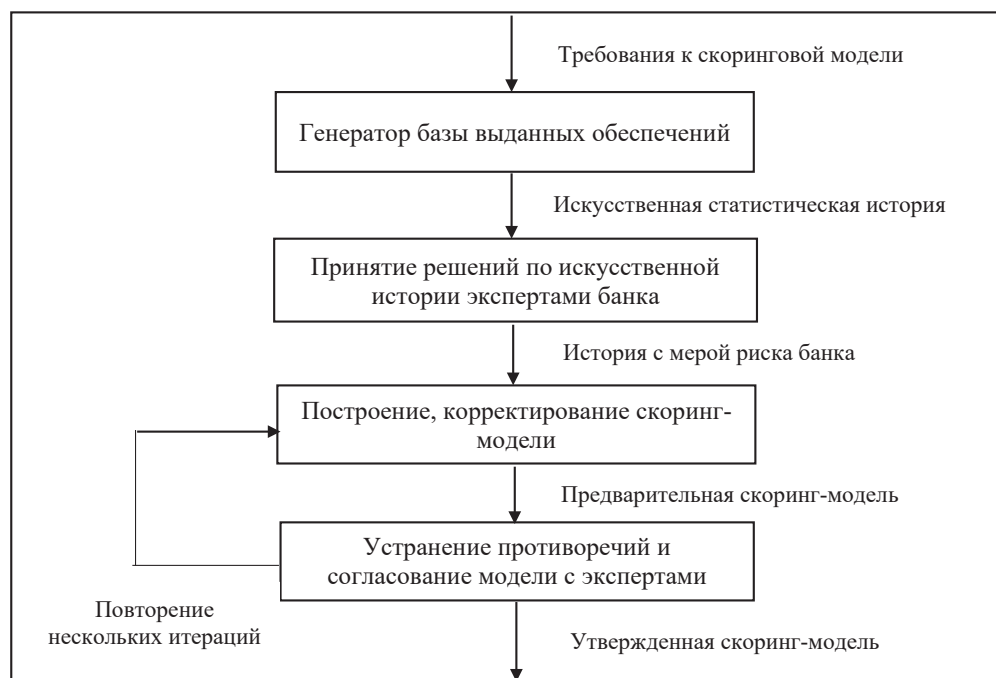 Требования к скоринговой модели
Генератор базы выданных обеспечений
Искусственная статистическая история
Принятие решений по искусственной
истории экспертами банка
История с мерой риска банка
Построение, корректирование скоринг-
модели
Предварительная скоринг-модель
Устранение противоречий и
согласование модели с экспертами
Повторение
нескольких итераций
Утвержденная скоринг-модель